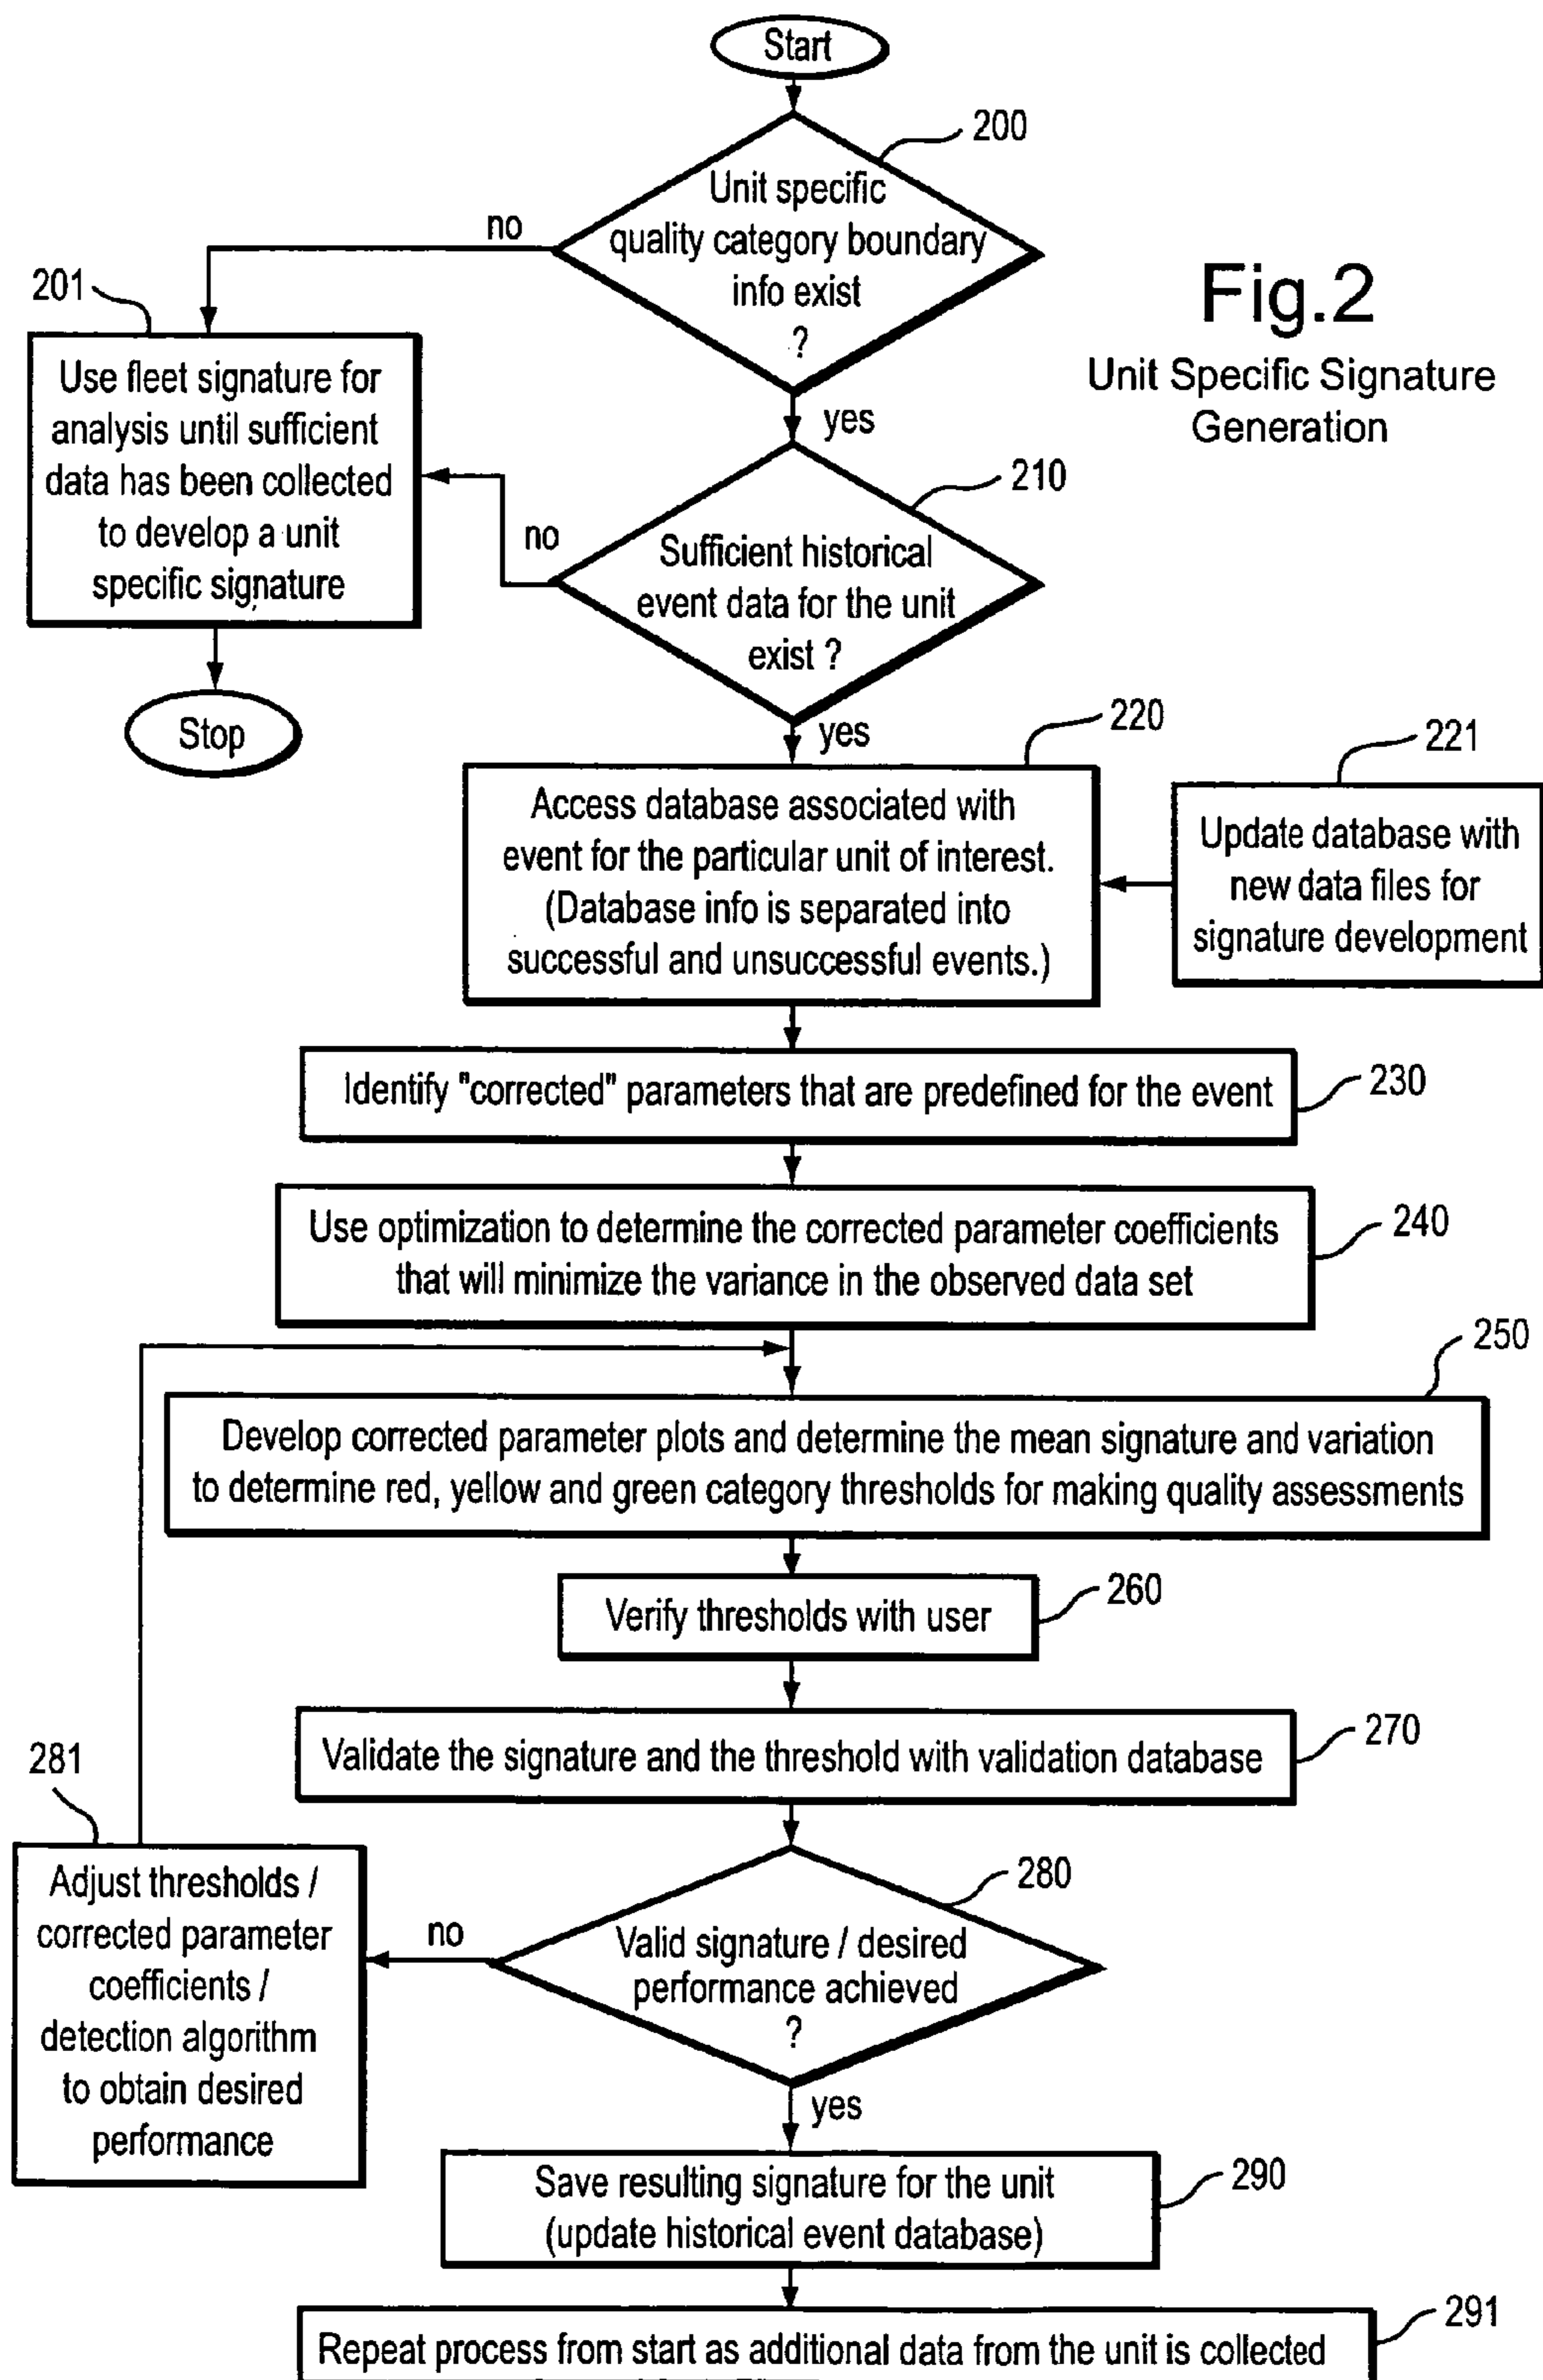 Start
200
Unit specific
quality category boundary
info exist
?
no
yes
Fig.2
Unit Specific Signature
Generation
201
Use fleet signature for
analysis until sufficient
data has been collected
to develop a unit
specific signature
Stop
210
Sufficient historical
event data for the unit
exist ?
no
yes
220
Access database associated with
event for the particular unit of interest.
(Database info is separated into
successful and unsuccessful events.)
221
Update database with
new data files for
signature development
Identify "corrected" parameters that are predefined for the event
230
Use optimization to determine the corrected parameter coefficients
that will minimize the variance in the observed data set
240
250
Develop corrected parameter plots and determine the mean signature and variation
to determine red, yellow and green category thresholds for making quality assessments
Verify thresholds with user
260
Validate the signature and the threshold with validation database
270
280
Valid signature / desired
performance achieved
?
no
yes
281
Adjust thresholds /
corrected parameter
coefficients /
detection algorithm
to obtain desired
performance
Save resulting signature for the unit
(update historical event database)
290
Repeat process from start as additional data from the unit is collected
291